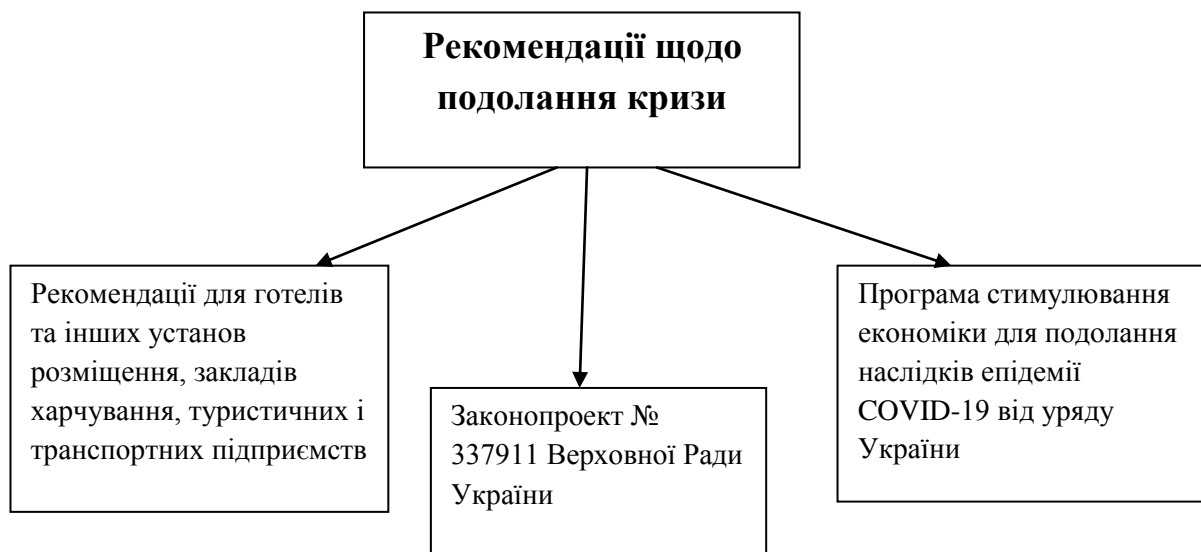 Рекомендації щодо
подолання кризи
Рекомендації для готелів
та інших установ
розміщення, закладів
харчування, туристичних і
транспортних підприємств
Законопроект №
337911 Верховної Ради
України
Програма стимулювання
економіки для подолання
наслідків епідемії
COVID-19 від уряду
України